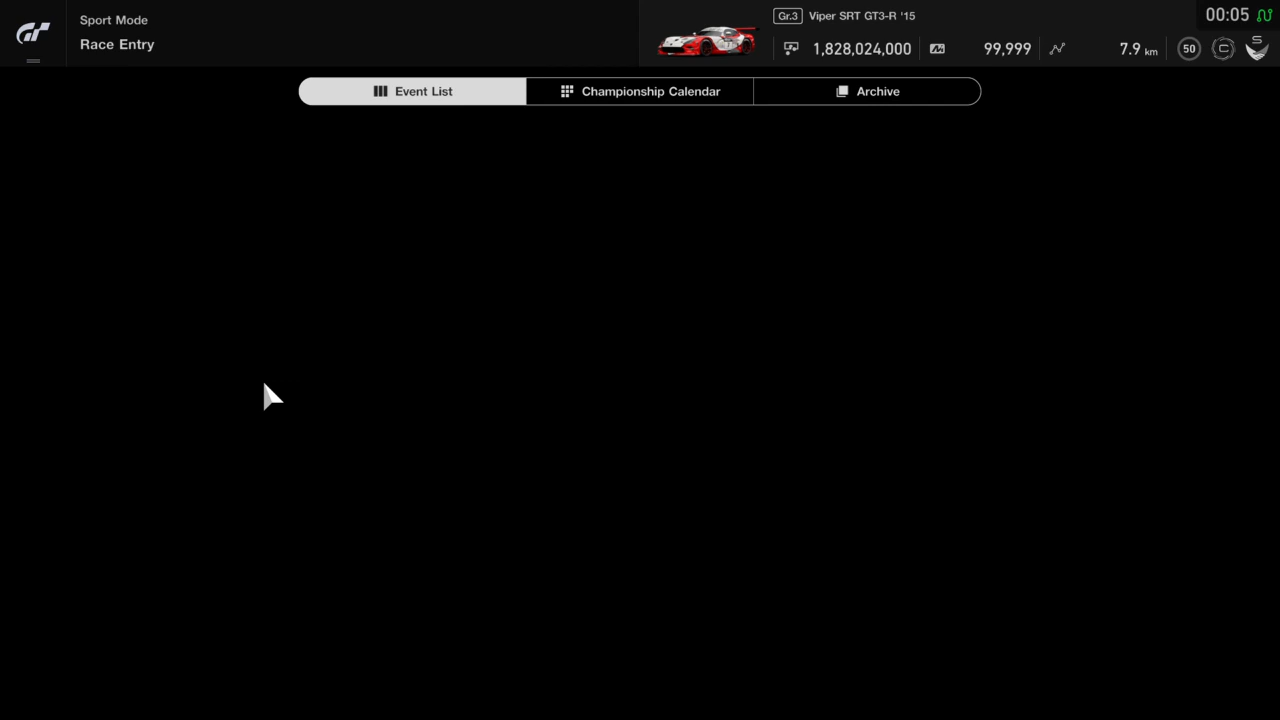 Sport Mode
Race Entry
Gr.3 Viper SRT GT3-R '15
1,828,024,000 99,999 7.9 km 50 C S
00:05
Event List Championship Calendar Archive